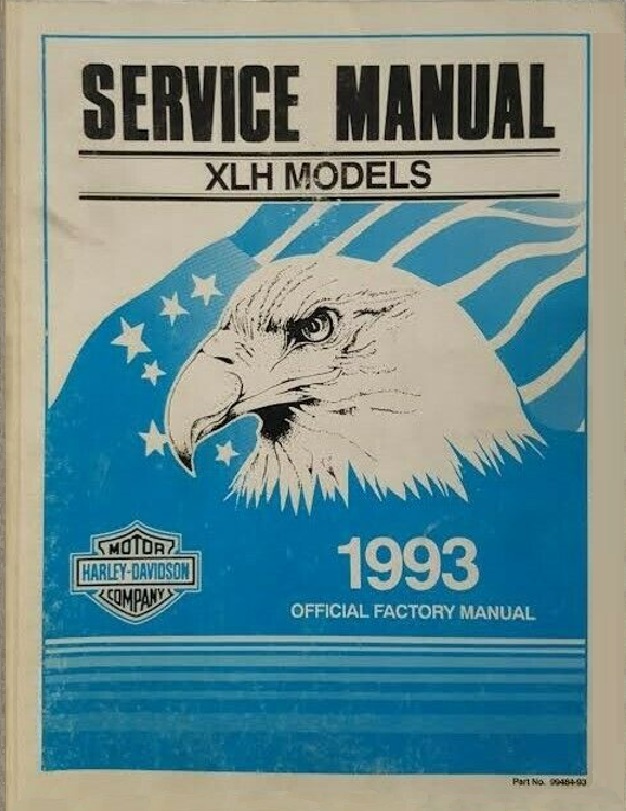 SERVICE MANUAL
XLH MODELS
MOTOR
HARLEY-DAVIDSON
COMPANY
1993
OFFICIAL FACTORY MANUAL
Part No. 99484-93